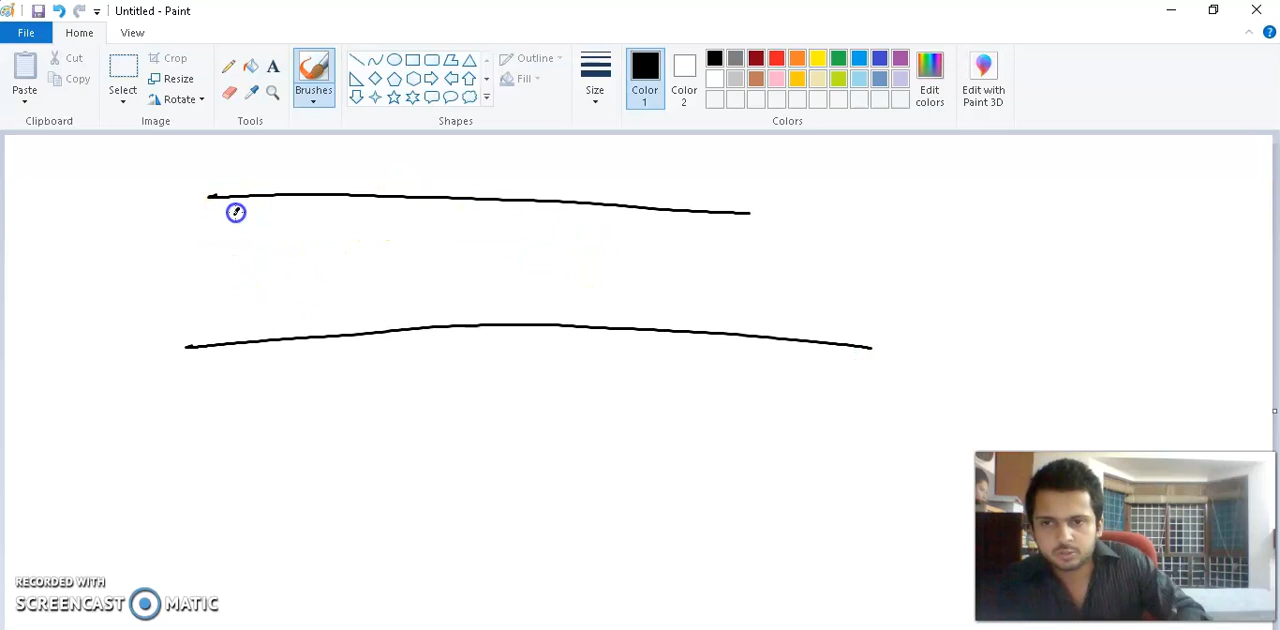 Untitled - Paint
File Home View
Paste
Cut
Copy
Clipboard
Select
Crop
Resize
Rotate
Image
A
Tools
Brushes
Shapes
Outline
Fill
Size
Color
1
Color
2
Edit
colors
Colors
Edit with
Paint 3D
RECORDED WITH
SCREENCAST MATIC